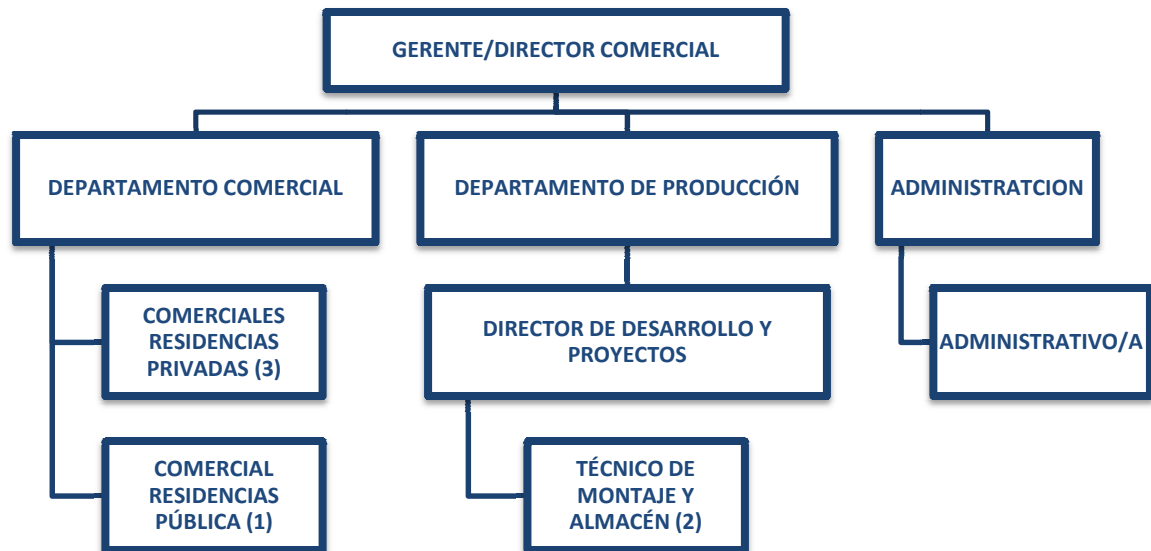 GERENTE/DIRECTOR COMERCIAL
DEPARTAMENTO COMERCIAL
DEPARTAMENTO DE PRODUCCIÓN
ADMINISTRATCION
COMERCIALES
RESIDENCIAS
PRIVADAS (3)
DIRECTOR DE DESARROLLO Y
PROYECTOS
ADMINISTRATIVO/A
COMERCIAL
RESIDENCIAS
PÚBLICA (1)
TÉCNICO DE
MONTAJE Y
ALMACÉN (2)